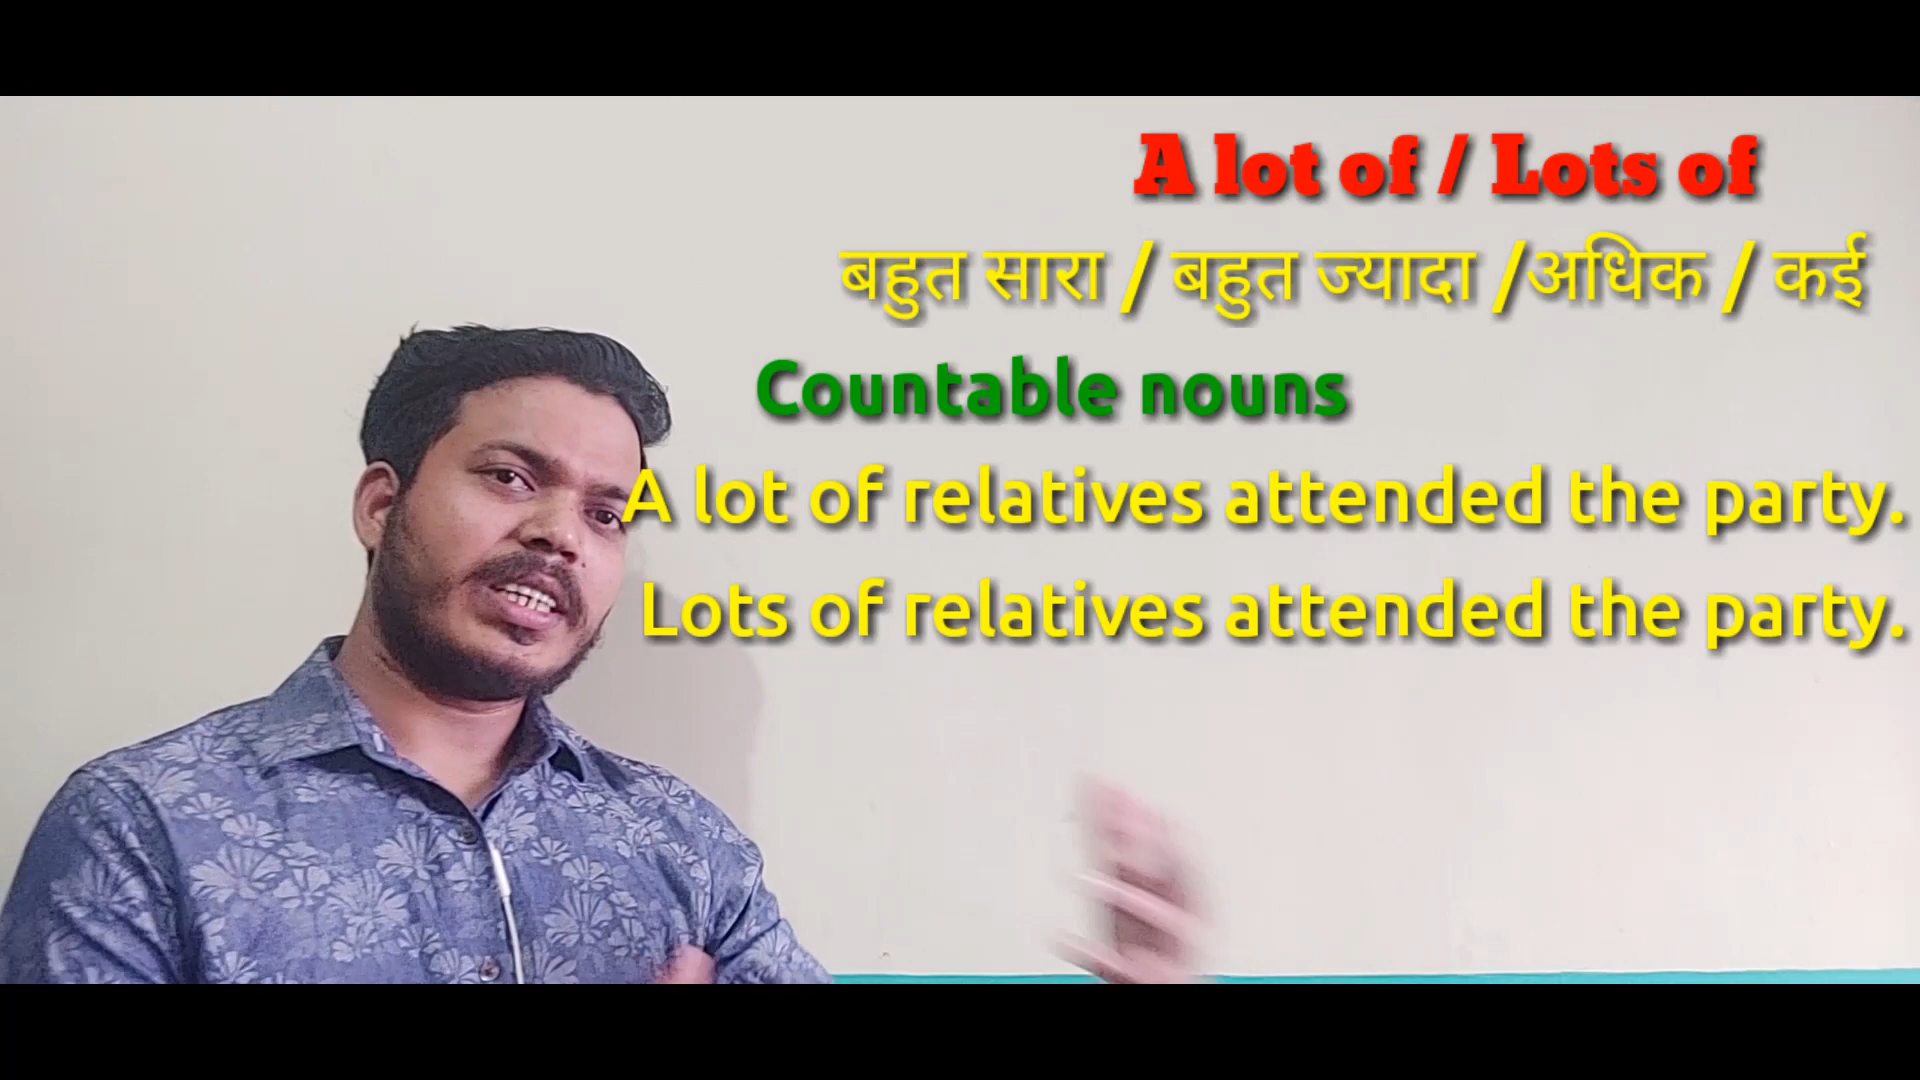 A lot of / Lots of
बहुत सारा / बहुत ज्यादा /अधिक / कई
Countable nouns
A lot of relatives attended the party.
Lots of relatives attended the party.